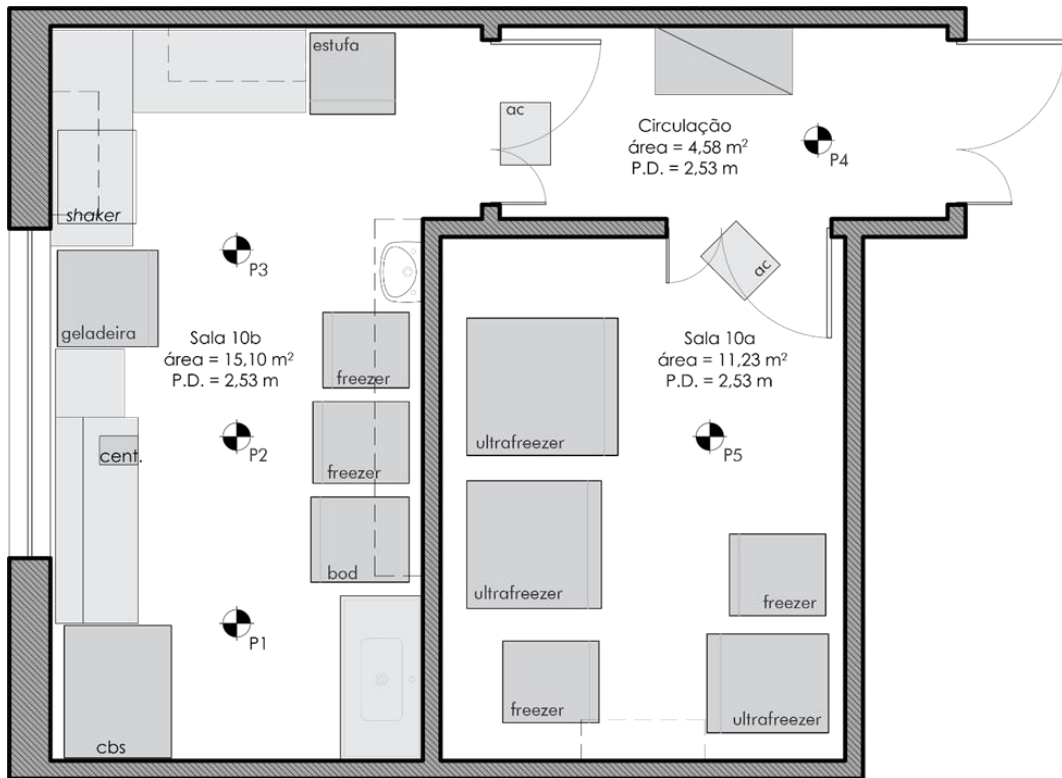 estufa
ac
Circulação
área = 4,58 m²
P.D. = 2,53 m
P4
shaker
P3
ac
geladeira
Sala 10b
área = 15,10 m²
P.D. = 2,53 m
freezer
Sala 10a
área = 11,23 m²
P.D. = 2,53 m
ultrafreezer
cent.
P2
freezer
P5
bod
ultrafreezer
freezer
P1
freezer
ultrafreezer
cbs